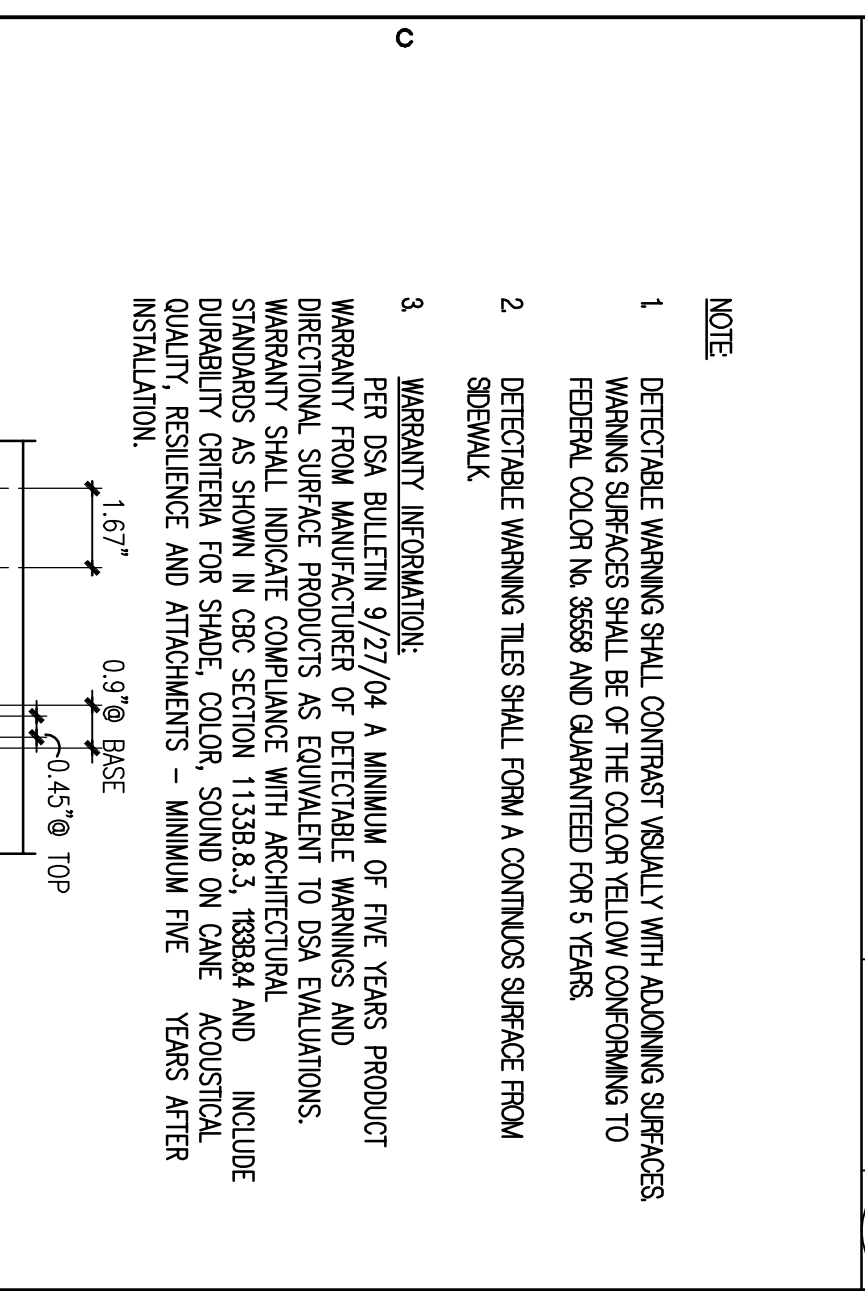 C
NOTE:
1. DETECTABLE WARNING SHALL CONTRAST VISUALLY WITH ADJOINING SURFACES.
WARNING SURFACES SHALL BE OF THE COLOR YELLOW CONFORMING TO
FEDERAL COLOR No. 35558 AND GUARANTEED FOR 5 YEARS.
2. DETECTABLE WARNING TILES SHALL FORM A CONTINUOS SURFACE FROM
SIDEWALK.
3. WARRANTY INFORMATION:
PER DSA BULLETIN 9/27/04 A MINIMUM OF FIVE YEARS PRODUCT
WARRANTY FROM MANUFACTURER OF DETECTABLE WARNINGS AND
DIRECTIONAL SURFACE PRODUCTS AS EQUIVALENT TO DSA EVALUATIONS.
WARRANTY SHALL INDICATE COMPLIANCE WITH ARCHITECTURAL
STANDARDS AS SHOWN IN CBC SECTION 1133B.8.3, 1133B.8.4 AND INCLUDE
DURABILITY CRITERIA FOR SHADE, COLOR, SOUND ON CANE ACOUSTICAL
QUALITY, RESILIENCE AND ATTACHMENTS – MINIMUM FIVE YEARS AFTER
INSTALLATION.
1.67"
0.9"@ BASE
0.45"@ TOP